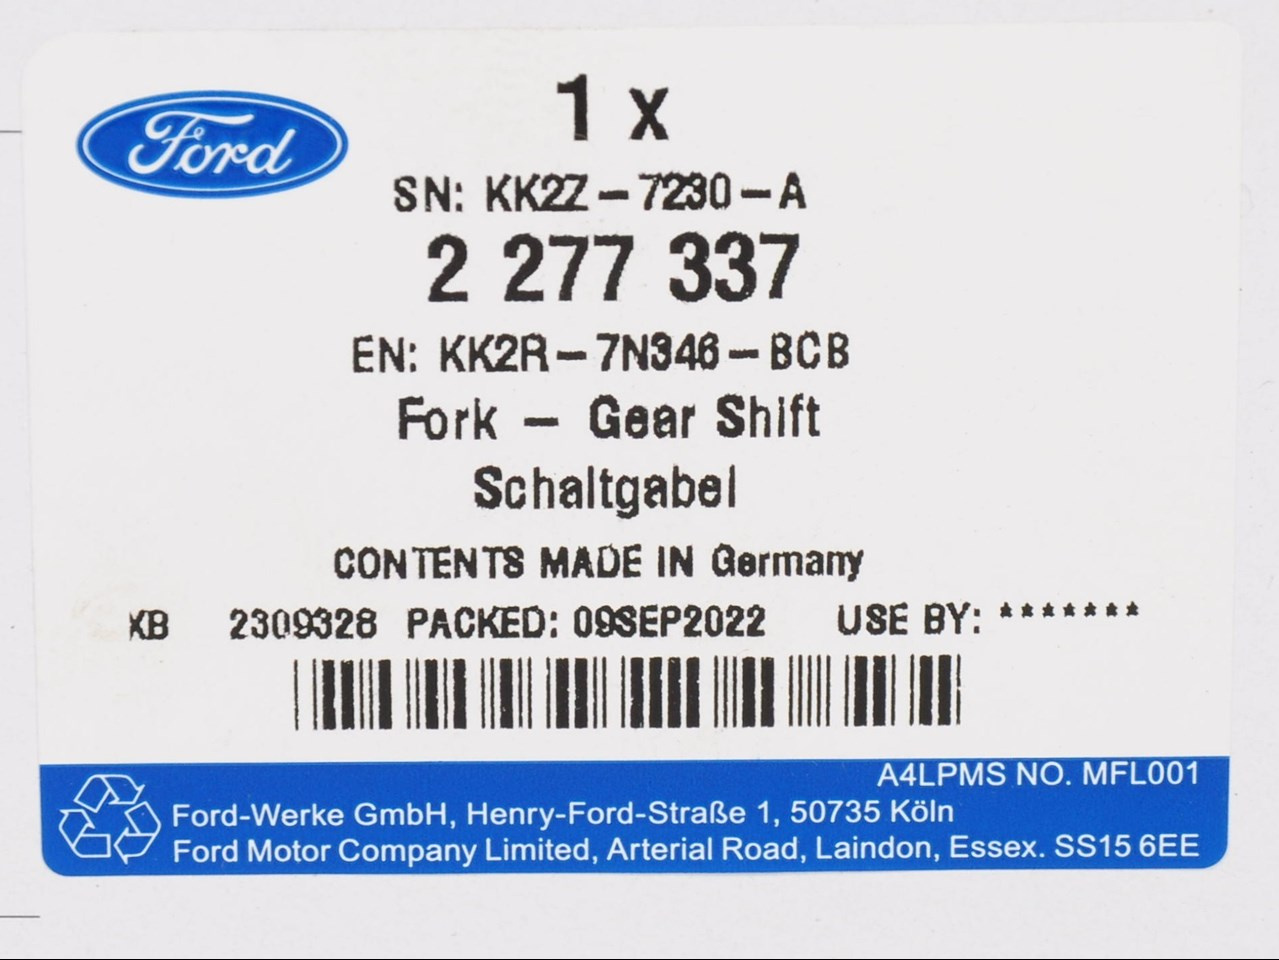 Ford
1 x
SN: KK2Z-7230-A
2 277 337
EN: KK2R-7N346-BCB
Fork - Gear Shift
Schaltgabel
CONTENTS MADE IN Germany
XB 2309328 PACKED: 09SEP2022 USE BY: *******
A4LPMS NO. MFL001
Ford-Werke GmbH, Henry-Ford-Straße 1, 50735 Köln
Ford Motor Company Limited, Arterial Road, Laindon, Essex. SS15 6EE